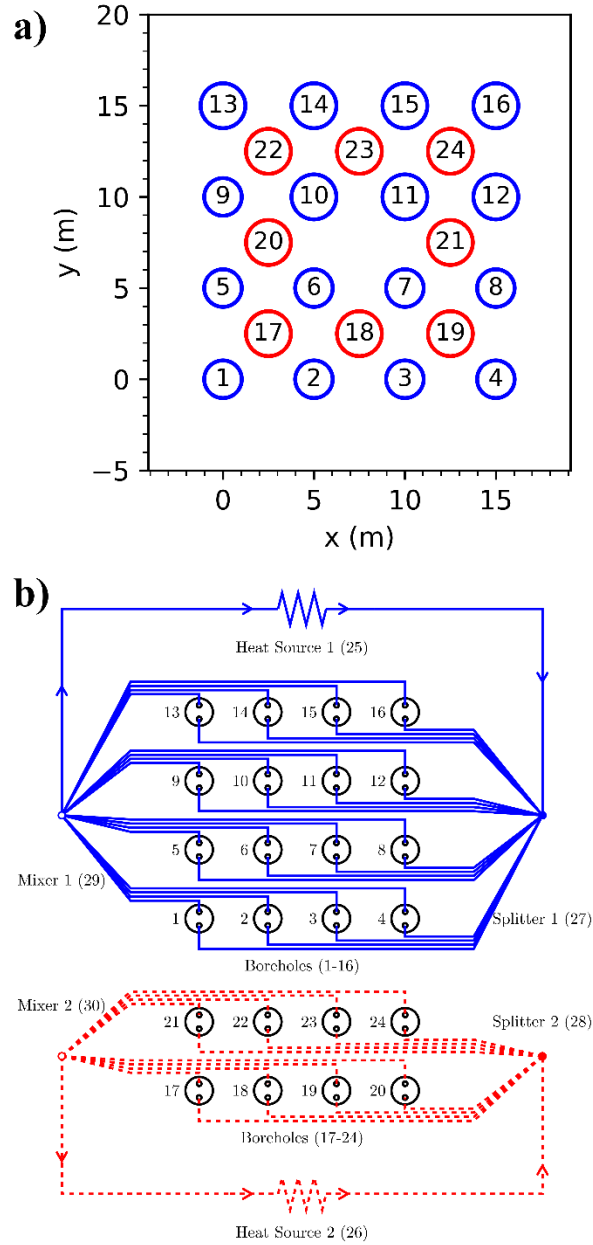 a)
20
15
10
5
0
−5
y (m)
13 14 15 16
22 23 24
9 10 11 12
20 21
5 6 7 8
17 18 19
1 2 3 4
0 5 10 15
x (m)
b)
Heat Source 1 (25)
13 14 15 16
9 10 11 12
5 6 7 8
Mixer 1 (29)
1 2 3 4
Splitter 1 (27)
Boreholes (1-16)
Mixer 2 (30)
Splitter 2 (28)
21 22 23 24
17 18 19 20
Boreholes (17-24)
Heat Source 2 (26)